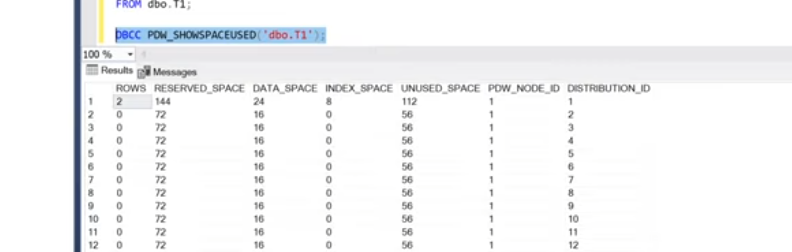 FROM dbo.T1;
DBCC PDW_SHOWSPACEUSED('dbo.T1');
100 %
Results Messages
ROWS RESERVED_SPACE DATA_SPACE INDEX_SPACE UNUSED_SPACE PDW_NODE_ID DISTRIBUTION_ID
1 2 144 24 8 112 1 1
2 0 72 16 0 56 1 2
3 0 72 16 0 56 1 3
4 0 72 16 0 56 1 4
5 0 72 16 0 56 1 5
6 0 72 16 0 56 1 6
7 0 72 16 0 56 1 7
8 0 72 16 0 56 1 8
9 0 72 16 0 56 1 9
10 0 72 16 0 56 1 10
11 0 72 16 0 56 1 11
12 0 72 16 0 56 1 12